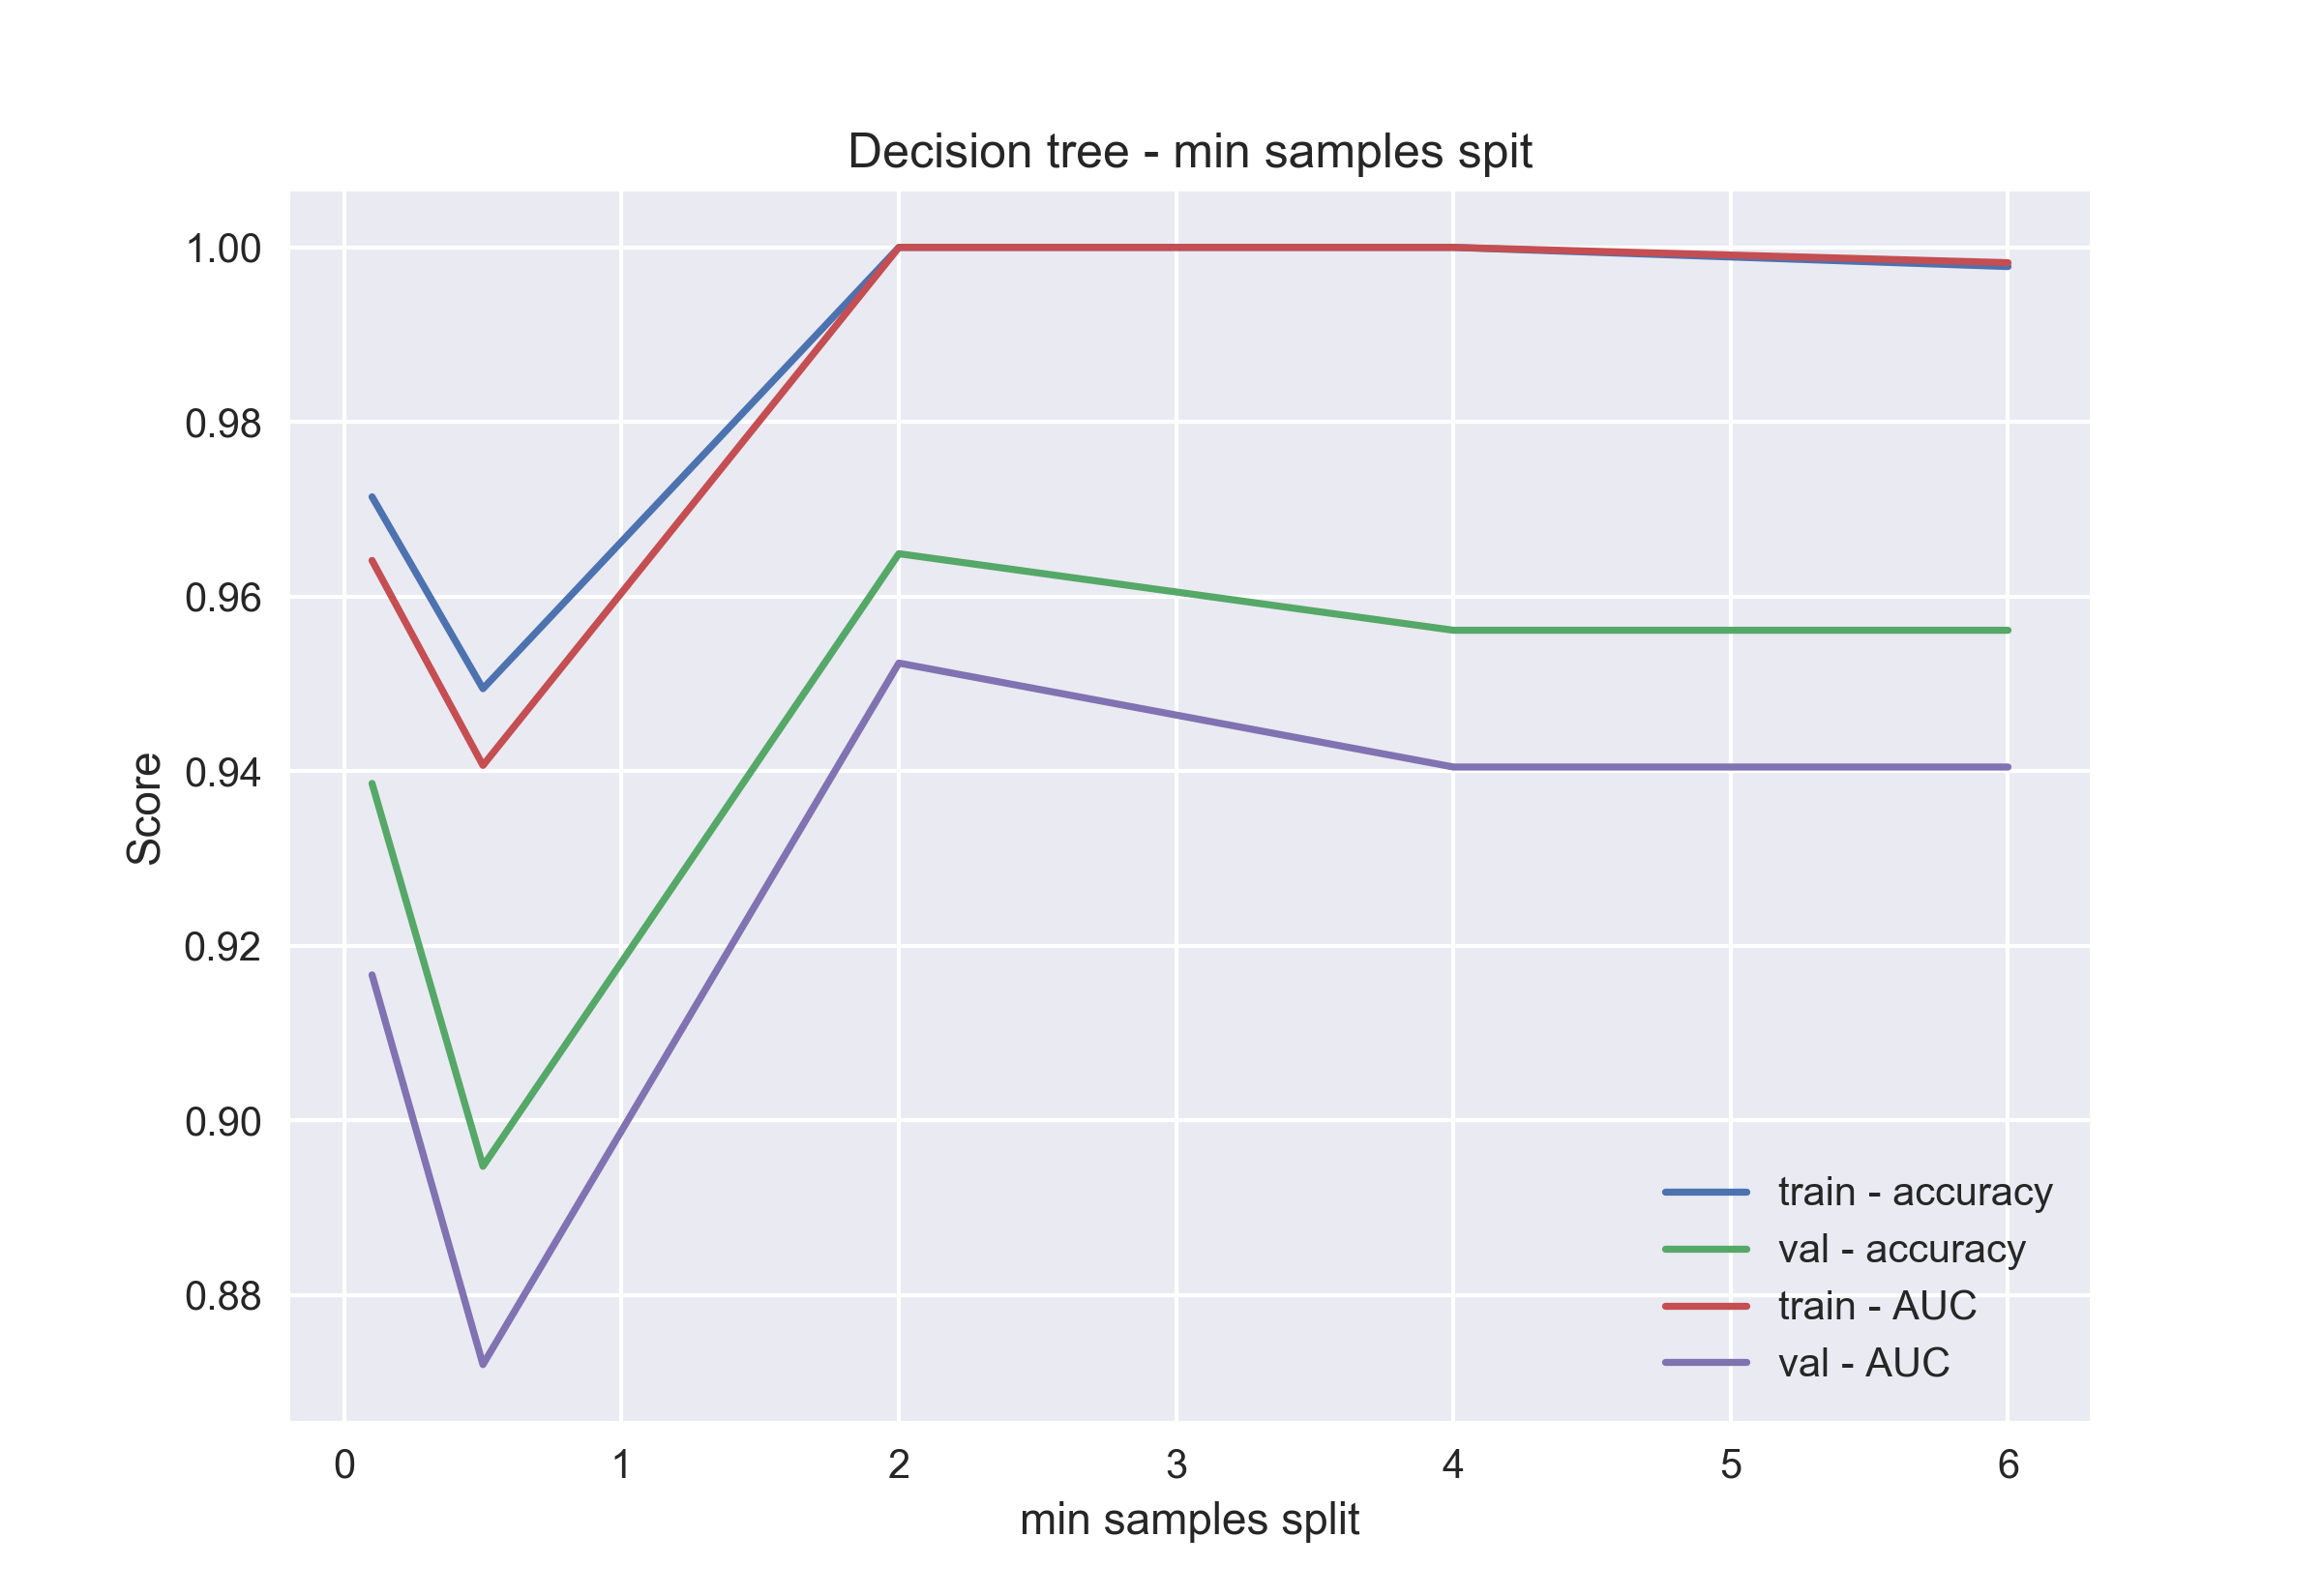 Decision tree - min samples spit
1.00
0.98
0.96
0.94
0.92
0.90
0.88
Score
train - accuracy
val - accuracy
train - AUC
val - AUC
0 1 2 3 4 5 6
min samples split